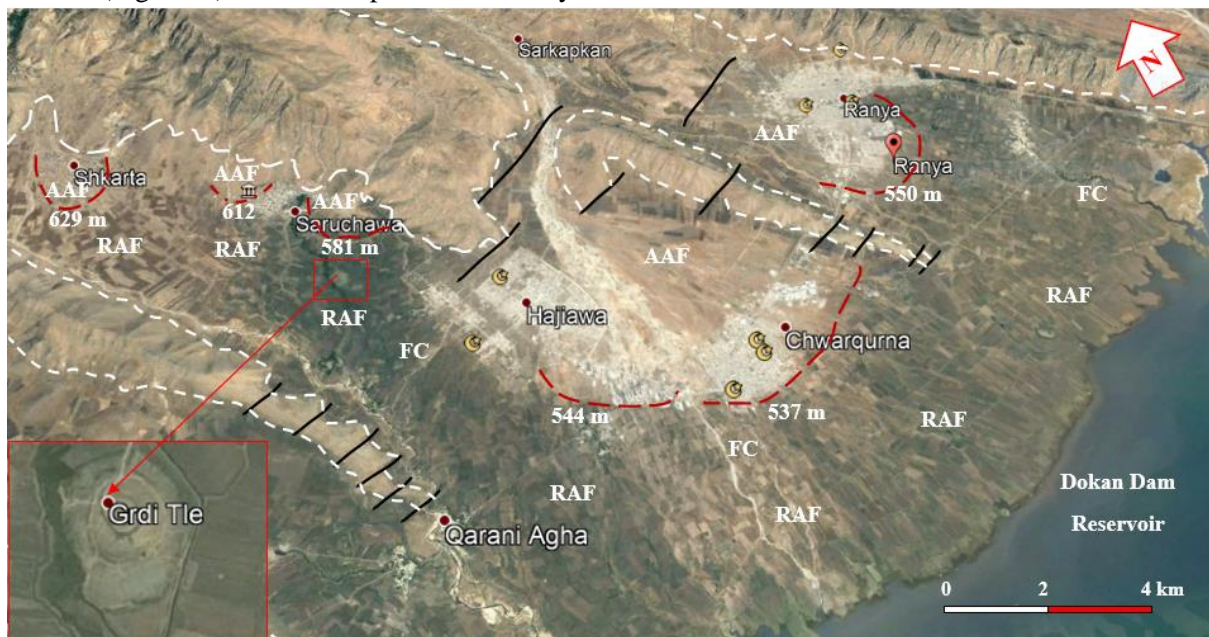 Sarkapkan
N
Ranya
AAF
Ranya
AAF
Shkarta
AAF
629 m
612
AAF
Saruchawa
581 m
550 m
FC
RAF
RAF
AAF
RAF
RAF
Hajiawa
Chwarqurna
FC
544 m
537 m
RAF
FC
RAF
RAF
Dokan Dam
Reservoir
Grdi Tle
Qarani Agha
0 2 4 km